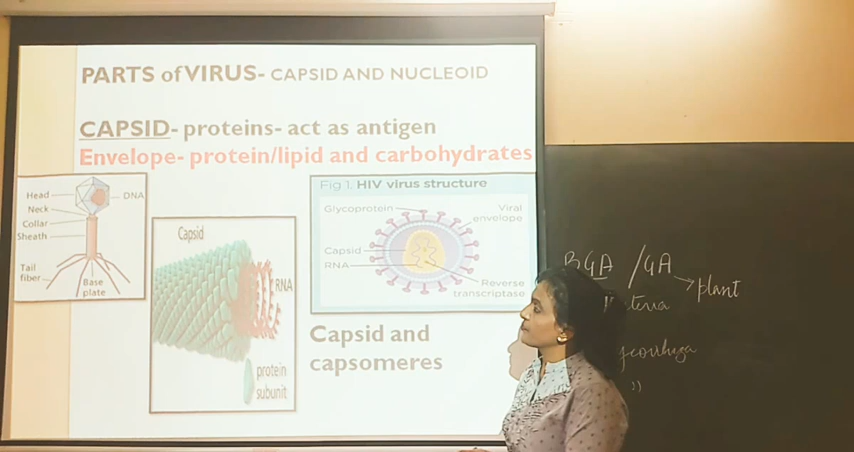 PARTS of VIRUS- CAPSID AND NUCLEOID
CAPSID- proteins- act as antigen
Envelope- protein/lipid and carbohydrates
Head
DNA
Neck
Collar
Sheath
Tail
fiber
Base
plate
Capsid
RNA
protein
subunit
Fig 1. HIV virus structure
Glycoprotein
Viral
envelope
Capsid
RNA
Reverse
transcriptase
Capsid and
capsomeres
BGA / GA
plant